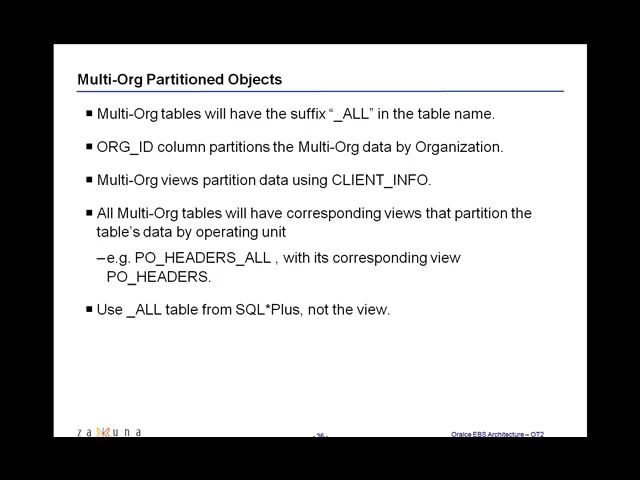 Multi-Org Partitioned Objects
Multi-Org tables will have the suffix “_ALL” in the table name.
ORG_ID column partitions the Multi-Org data by Organization.
Multi-Org views partition data using CLIENT_INFO.
All Multi-Org tables will have corresponding views that partition the
table's data by operating unit
–e.g. PO_HEADERS_ALL , with its corresponding view
PO_HEADERS.
Use _ALL table from SQL*Plus, not the view.
zakuna
- 36 -
Oralce EBS Architecture – OT2